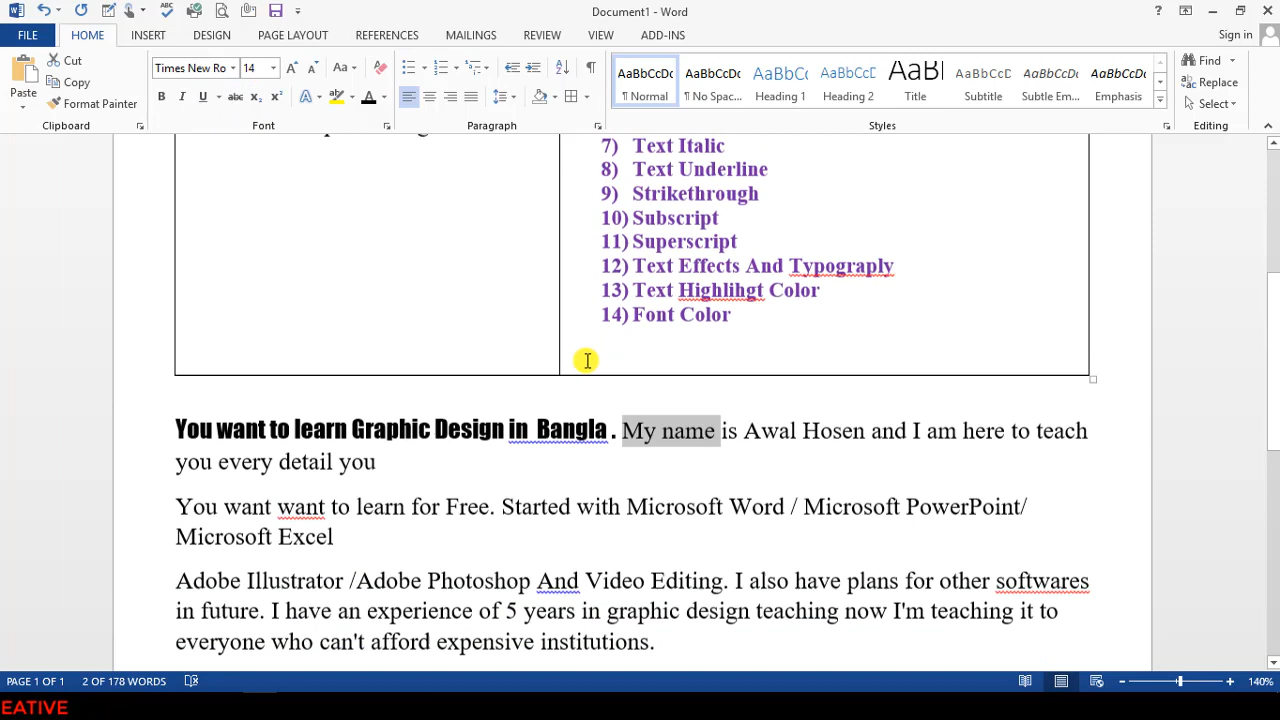 Document1 - Word
Sign in
FILE HOME INSERT DESIGN PAGE LAYOUT REFERENCES MAILINGS REVIEW VIEW ADD-INS
Paste
Cut
Copy
Format Painter
Times New Ro 14
AaBbCcDc AaBbCcDc AaBbCc AaBbCcD AaBl AaBbCcD AaBbCcDc AaBbCcDc
¶ Normal ¶ No Spac... Heading 1 Heading 2 Title Subtitle Subtle Em... Emphasis
Find
Replace
Select
Clipboard Font Paragraph Styles Editing
7) Text Italic
8) Text Underline
9) Strikethrough
10) Subscript
11) Superscript
12) Text Effects And Typograply
13) Text Highlihgt Color
14) Font Color
You want to learn Graphic Design in Bangla . My name is Awal Hosen and I am here to teach
you every detail you
You want want to learn for Free. Started with Microsoft Word / Microsoft PowerPoint/
Microsoft Excel
Adobe Illustrator /Adobe Photoshop And Video Editing. I also have plans for other softwares
in future. I have an experience of 5 years in graphic design teaching now I'm teaching it to
everyone who can't afford expensive institutions.
PAGE 1 OF 1 2 OF 178 WORDS 140%
EATIVE